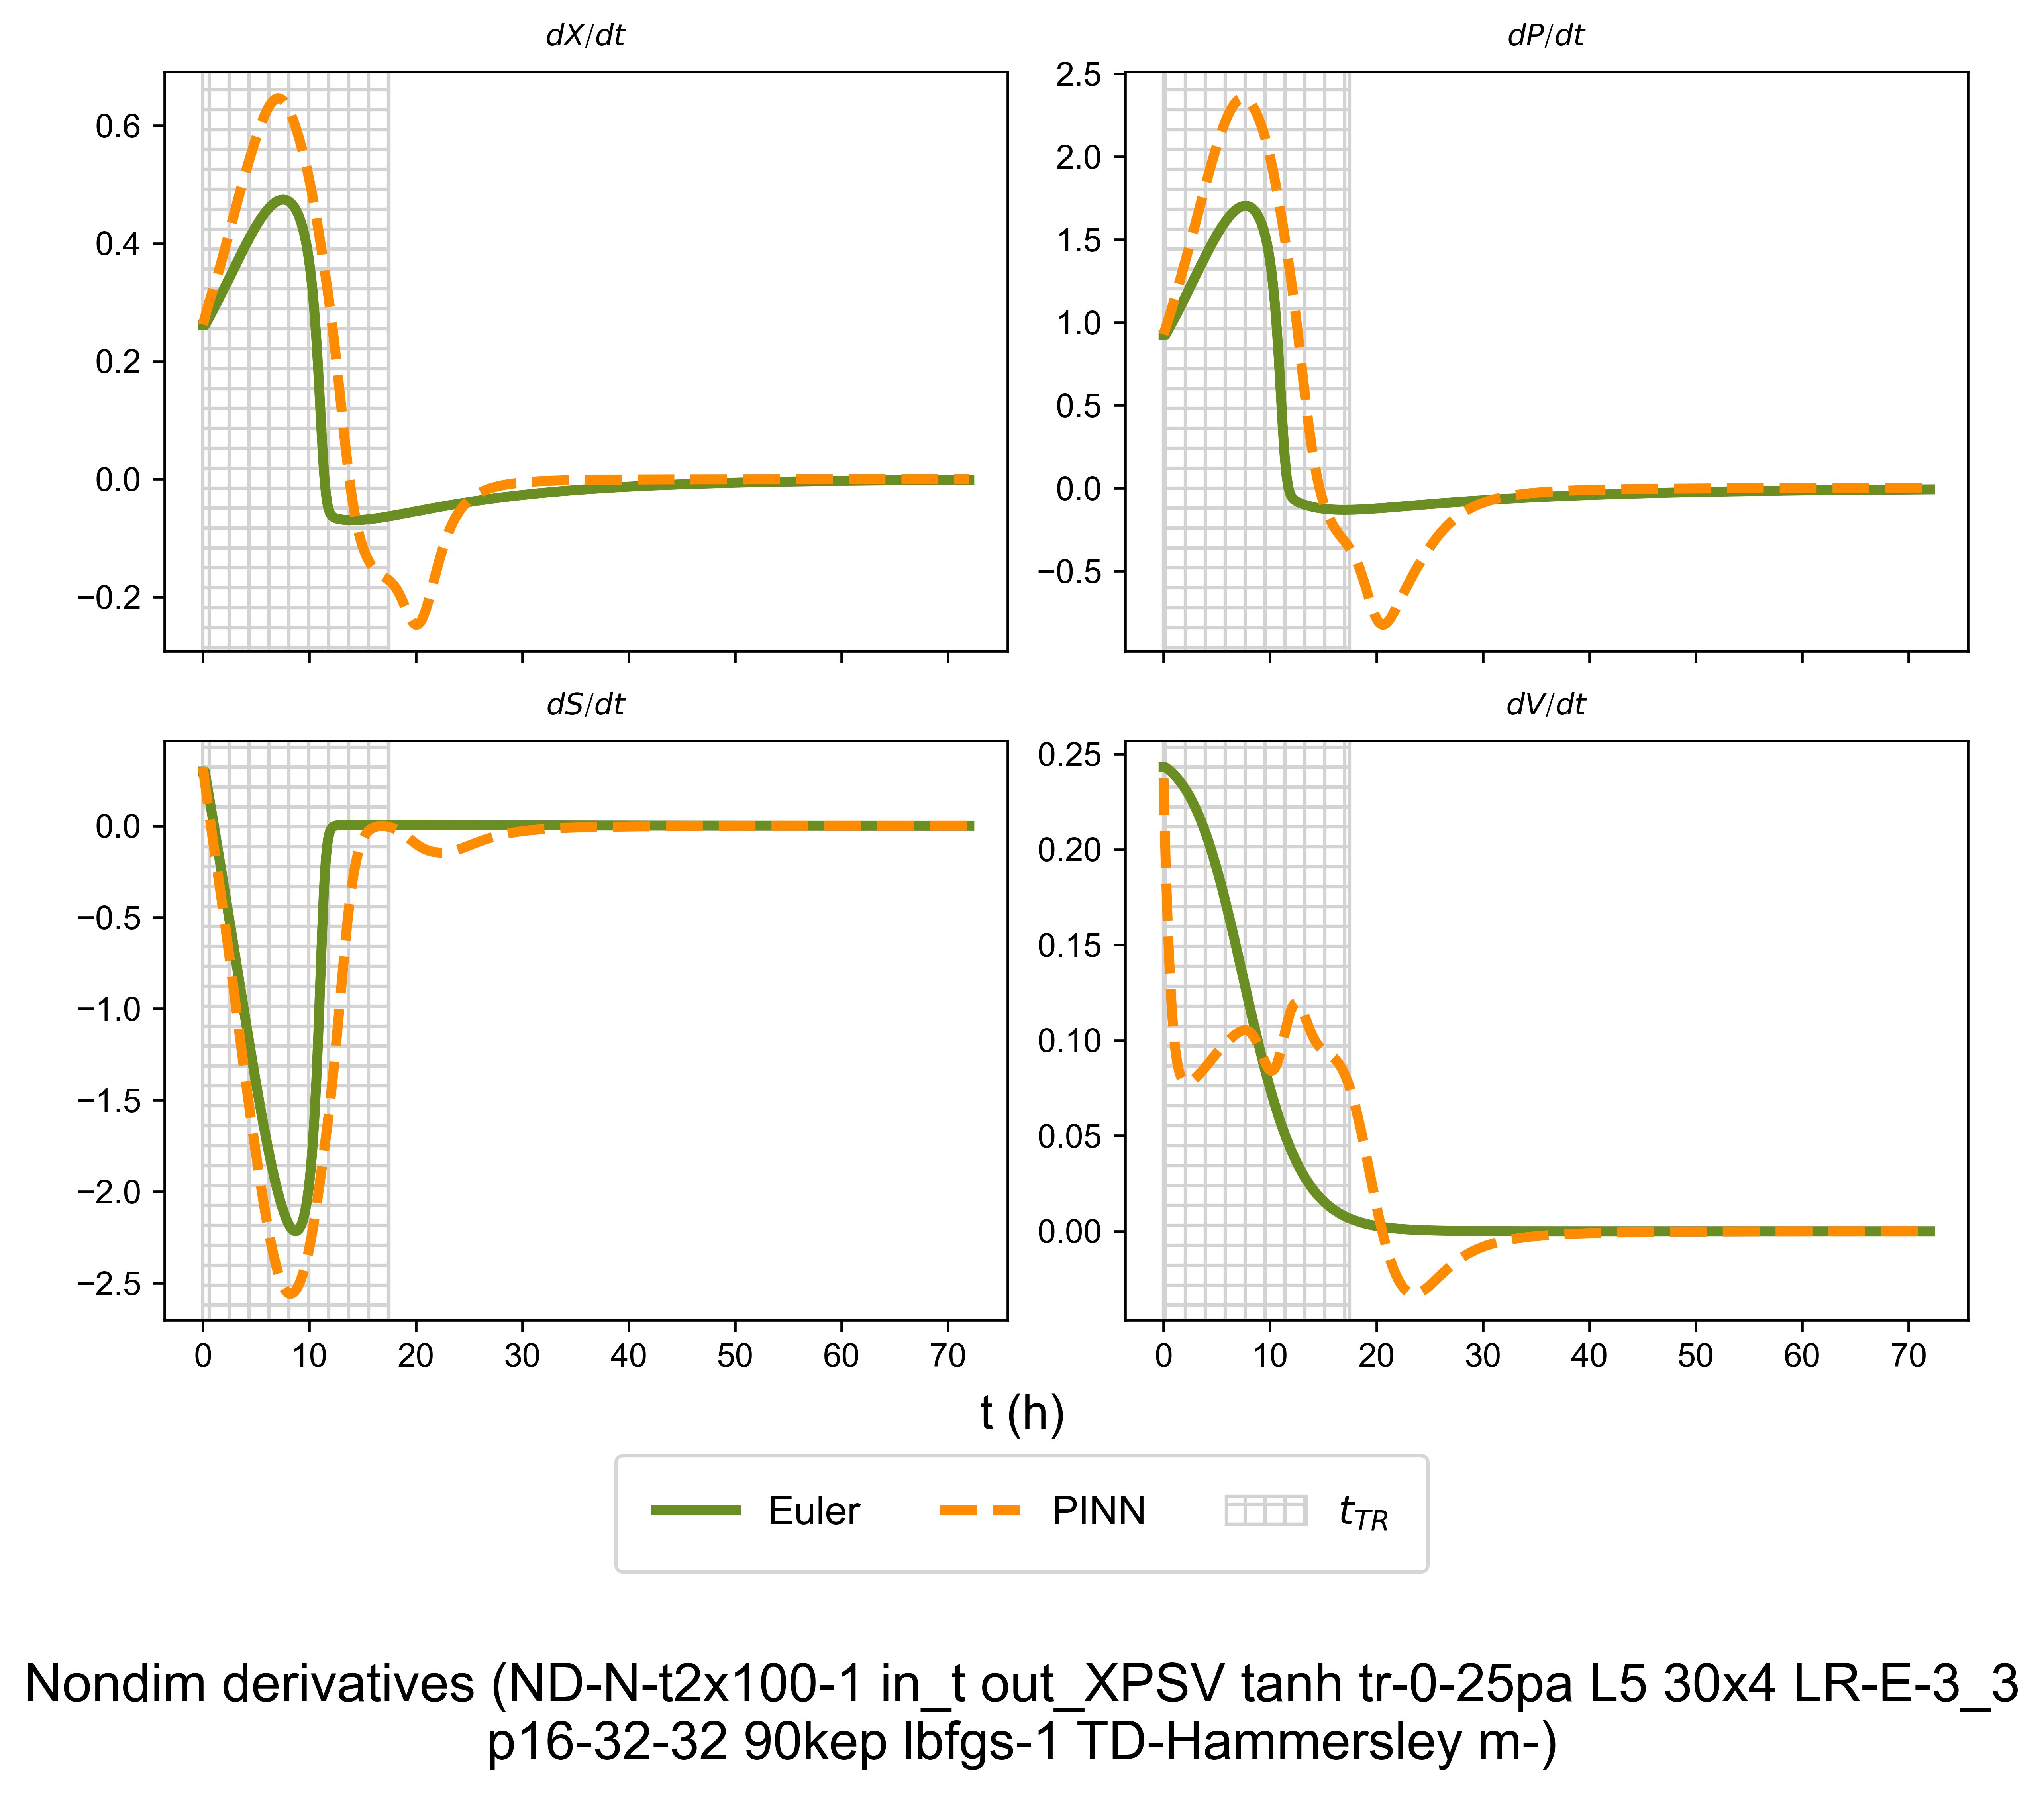 dX/dt
dP/dt
0.6
0.4
0.2
0.0
−0.2
2.5
2.0
1.5
1.0
0.5
0.0
−0.5
dS/dt
dV/dt
0.0
−0.5
−1.0
−1.5
−2.0
−2.5
0.25
0.20
0.15
0.10
0.05
0.00
0 10 20 30 40 50 60 70
0 10 20 30 40 50 60 70
t (h)
Euler PINN t_TR
Nondim derivatives (ND-N-t2x100-1 in_t out_XPSV tanh tr-0-25pa L5 30x4 LR-E-3_3
p16-32-32 90kep lbfgs-1 TD-Hammersley m-)